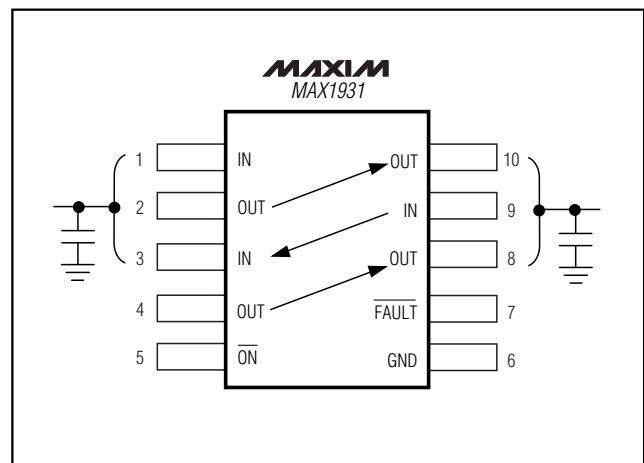 MAXIM
MAX1931
1 IN OUT 10
2 OUT IN 9
3 IN OUT 8
4 OUT FAULT 7
5 ON GND 6